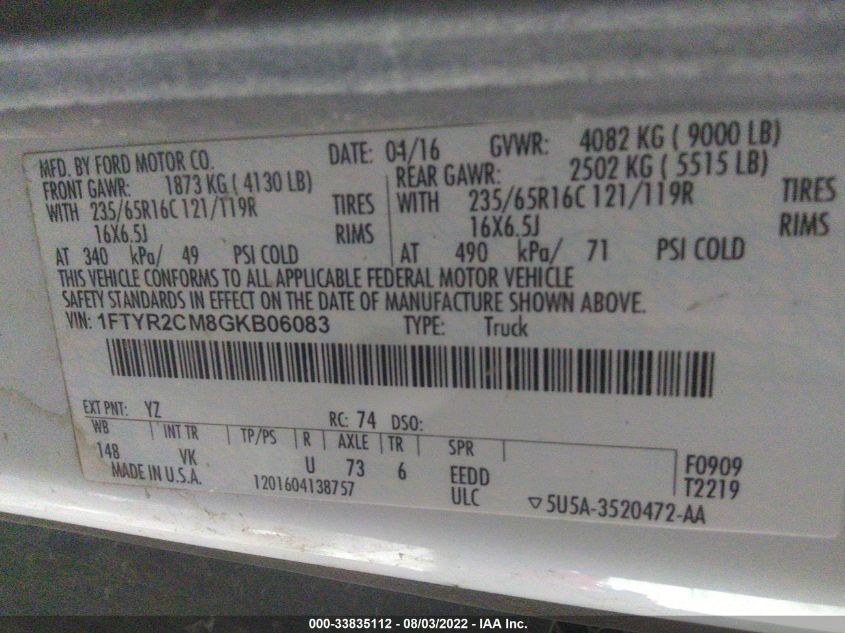 MFD. BY FORD MOTOR CO. DATE: 04/16 GVWR: 4082 KG ( 9000 LB)
FRONT GAWR: 1873 KG ( 4130 LB) REAR GAWR: 2502 KG ( 5515 LB)
WITH 235/65R16C 121/119R TIRES WITH 235/65R16C 121/119R TIRES
16X6.5J RIMS 16X6.5J RIMS
AT 340 kPa/ 49 PSI COLD AT 490 kPa/ 71 PSI COLD
THIS VEHICLE CONFORMS TO ALL APPLICABLE FEDERAL MOTOR VEHICLE
SAFETY STANDARDS IN EFFECT ON THE DATE OF MANUFACTURE SHOWN ABOVE.
VIN: 1FTYR2CM8GKB06083 TYPE: Truck
EXT PNT: YZ RC: 74 DSO:
WB INT TR TP/PS R AXLE TR SPR
148 VK U 73 6 EEDD F0909
MADE IN U.S.A. 1201604138757 ULC T2219
▽5U5A-3520472-AA
000-33835112 - 08/03/2022 - IAA Inc.